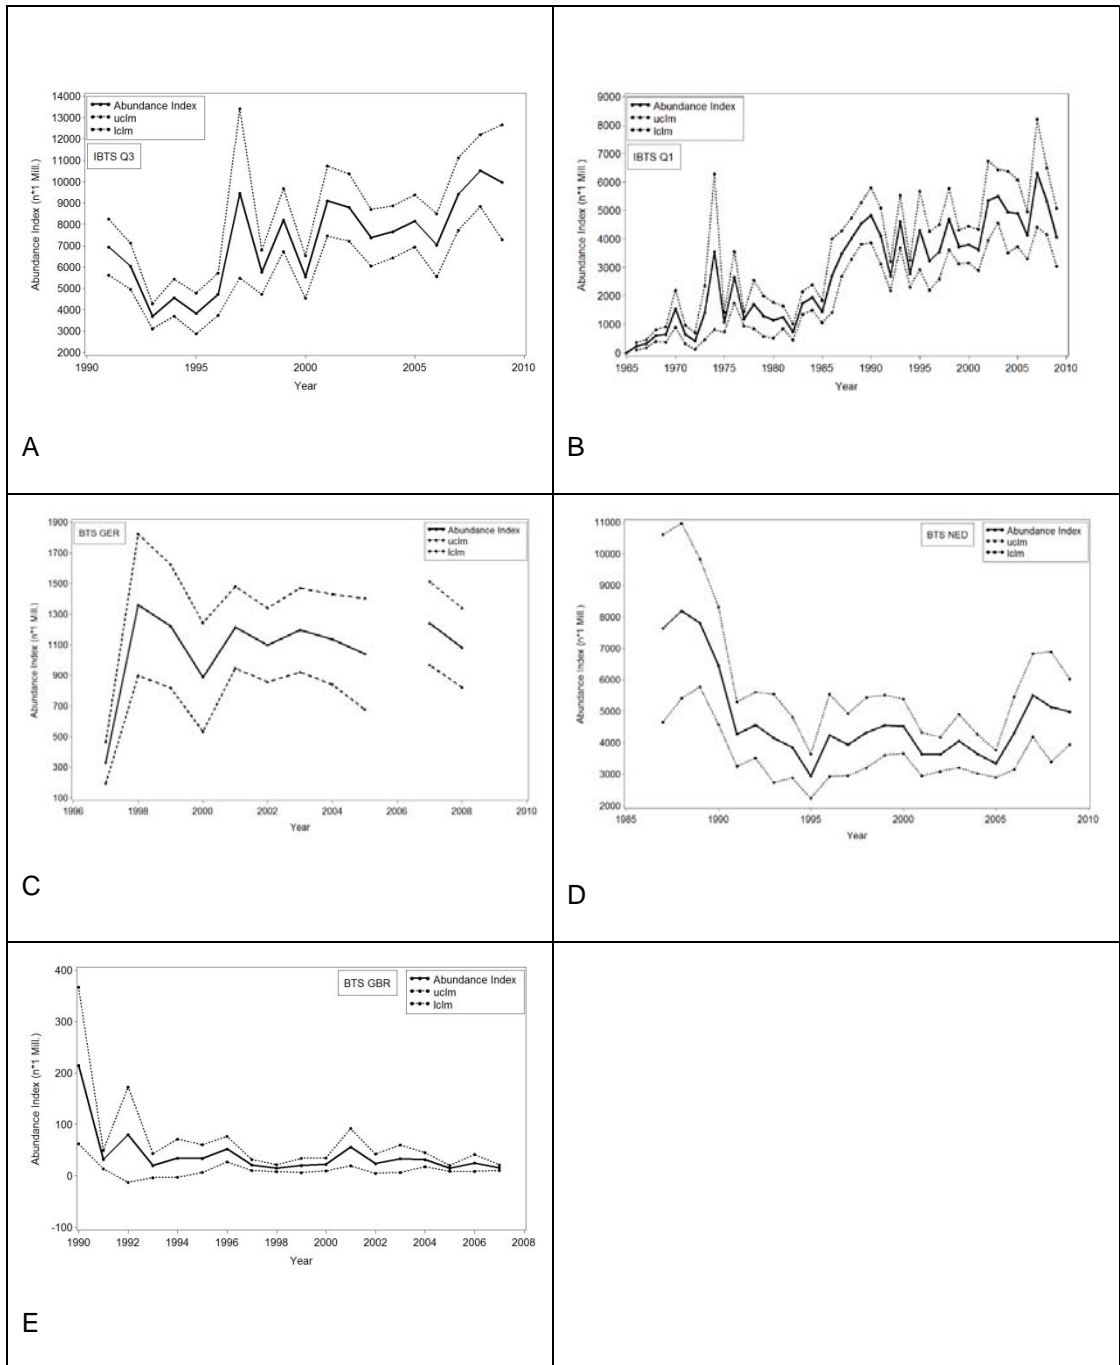 14000
13000
12000
11000
10000
9000
8000
7000
6000
5000
4000
3000
2000
Abundance Index (n*1 Mill.)
Abundance Index
uclm
lclm
IBTS Q3
1990 1995 2000 2005 2010
Year
A
9000
8000
7000
6000
5000
4000
3000
2000
1000
0
Abundance Index (n*1 Mill.)
Abundance Index
uclm
lclm
IBTS Q1
1965 1970 1975 1980 1985 1990 1995 2000 2005 2010
Year
B
1900
1700
1500
1300
1100
900
700
500
300
100
Abundance Index (n*1 Mill.)
BTS GER
Abundance Index
uclm
lclm
1996 1998 2000 2002 2004 2006 2008 2010
Year
C
11000
10000
9000
8000
7000
6000
5000
4000
3000
2000
Abundance Index (n*1 Mill.)
BTS NED
Abundance Index
uclm
lclm
1985 1990 1995 2000 2005 2010
Year
D
400
300
200
100
0
-100
Abundance Index (n*1 Mill.)
BTS GBR
Abundance Index
uclm
lclm
1990 1992 1994 1996 1998 2000 2002 2004 2006 2008
Year
E